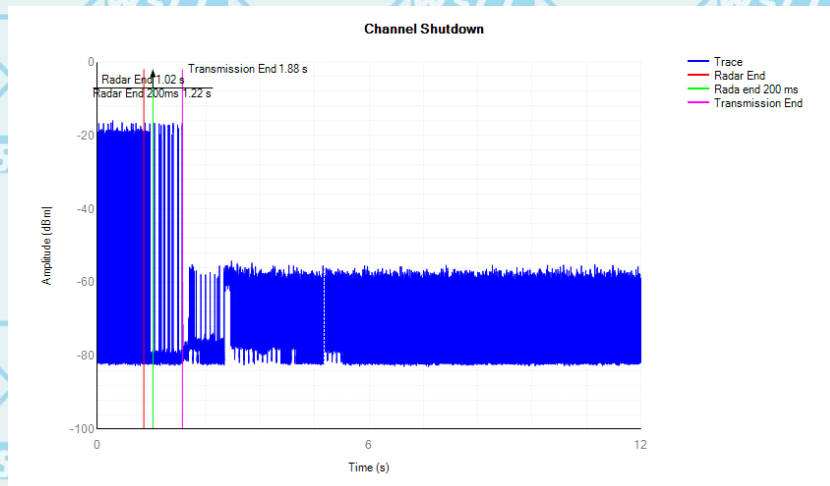 Channel Shutdown
Transmission End 1.88 s
Radar End 1.02 s
Radar End 200ms 1.22 s
Trace
Radar End
Rada end 200 ms
Transmission End
0
-20
-40
-60
-80
-100
Amplitude [dBm]
0
6
12
Time (s)